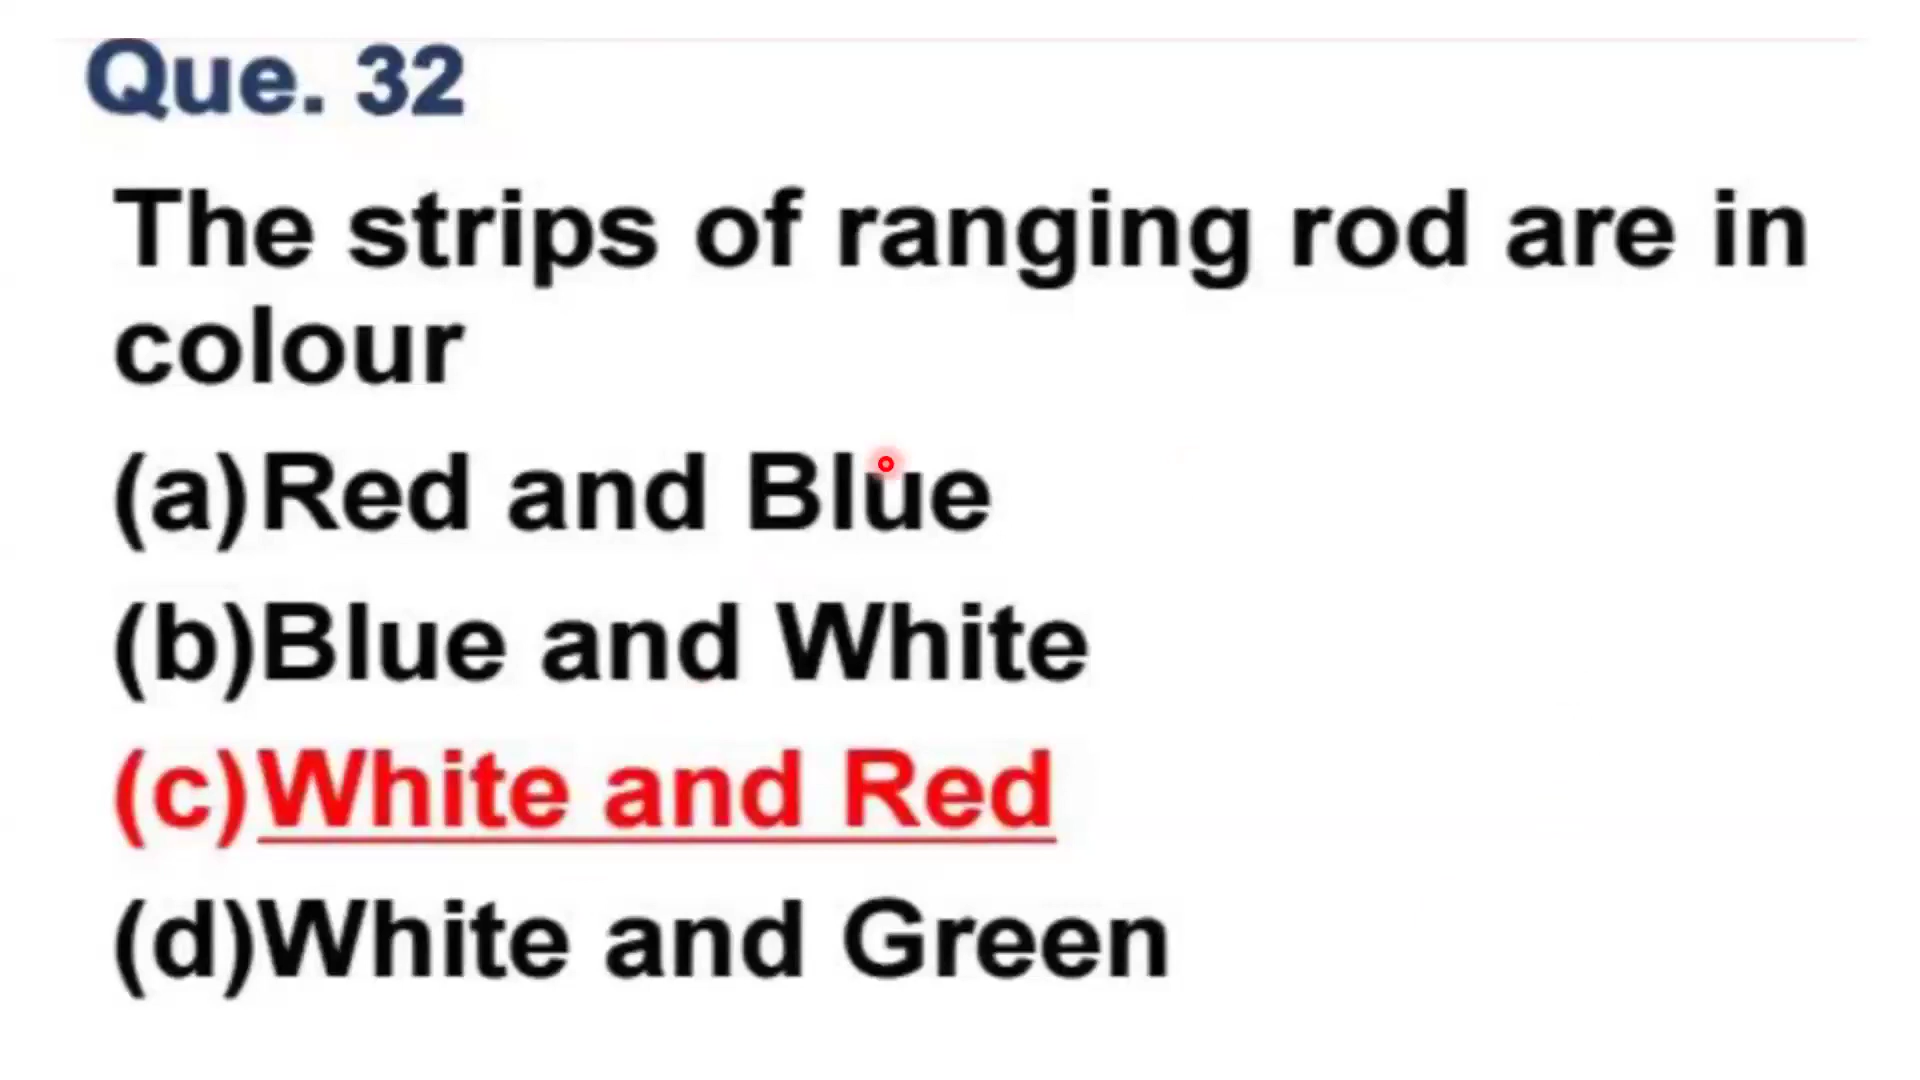 Que. 32
The strips of ranging rod are in
colour
(a)Red and Blue
(b)Blue and White
(c)White and Red
(d)White and Green